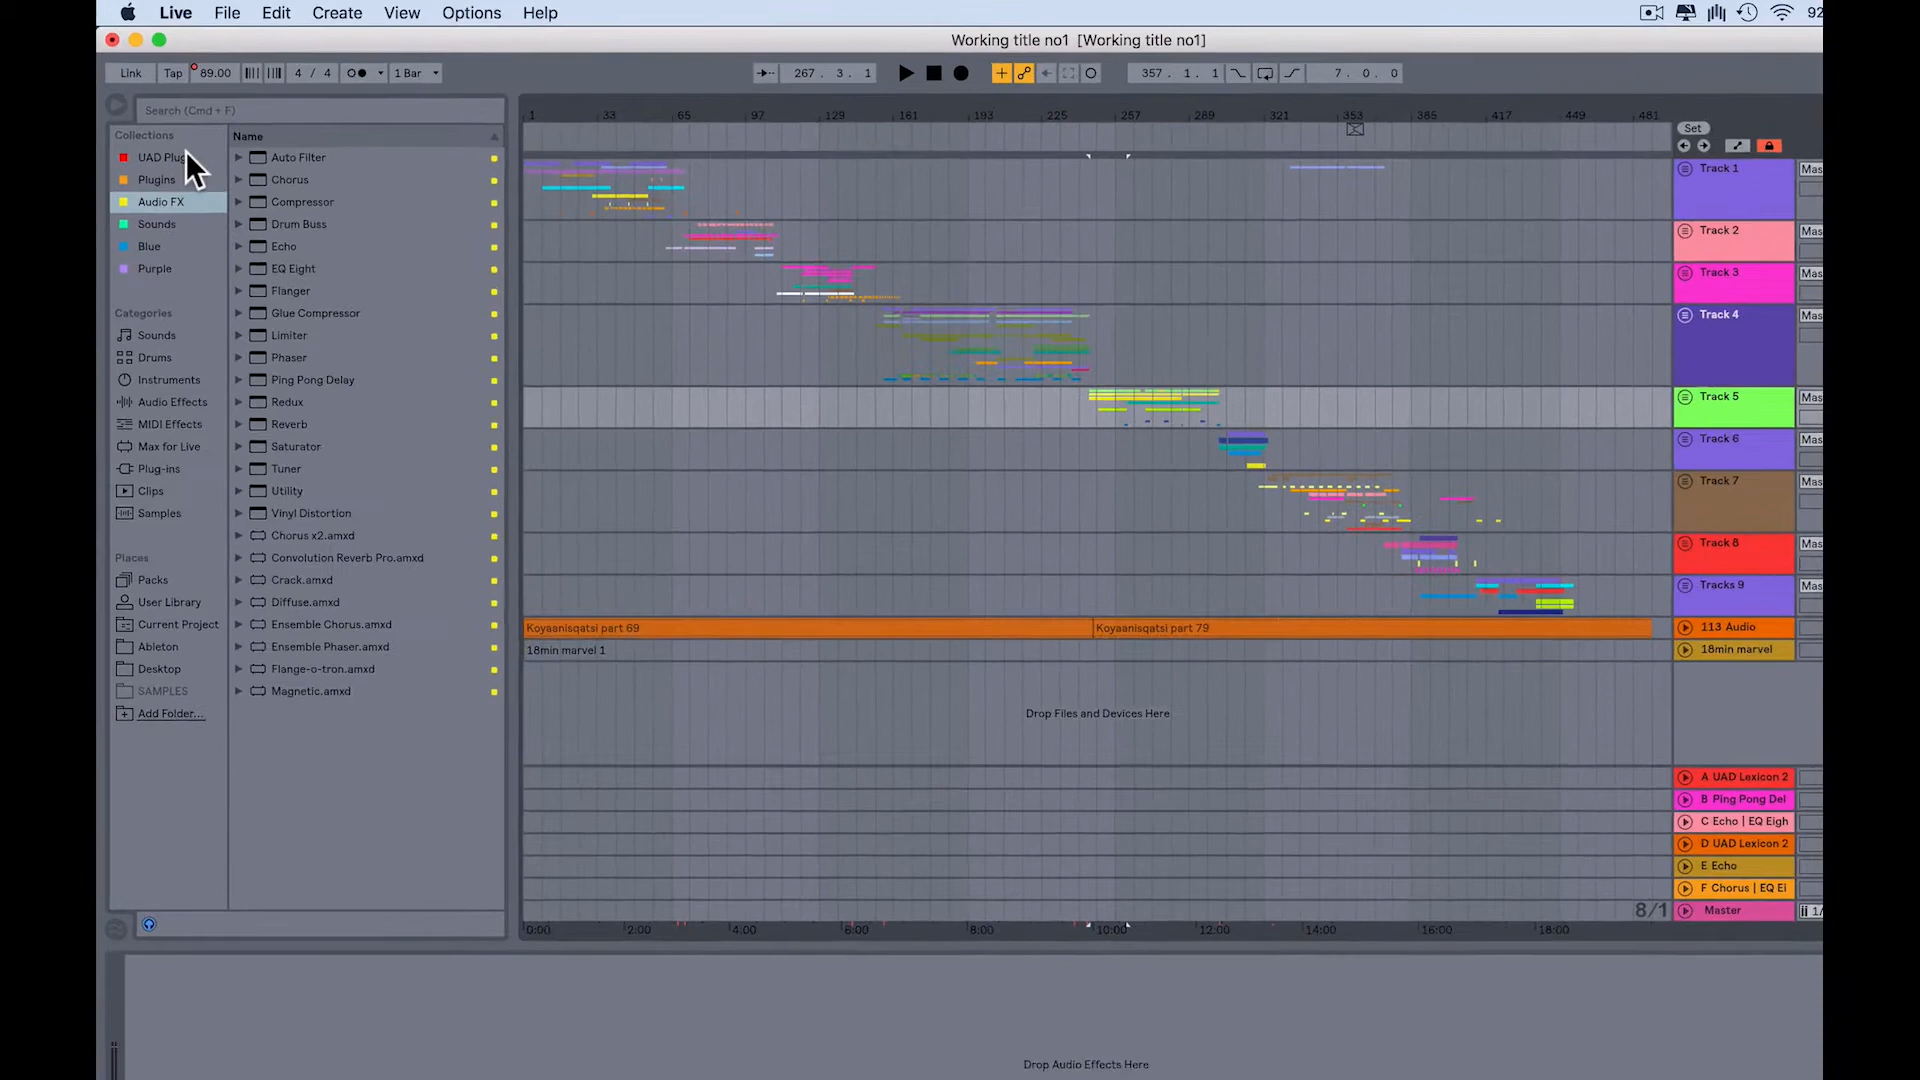 Live File Edit Create View Options Help 92
Working title no1 [Working title no1]
Link Tap 89.00 4 / 4 1 Bar 267 . 3 . 1 357 . 1 . 1 7 . 0 . 0
Search (Cmd + F)
Collections
UAD Plug
Plugins
Audio FX
Sounds
Blue
Purple
Categories
Sounds
Drums
Instruments
Audio Effects
MIDI Effects
Max for Live
Plug-ins
Clips
Samples
Places
Packs
User Library
Current Project
Ableton
Desktop
SAMPLES
Add Folder...
Name
Auto Filter
Chorus
Compressor
Drum Buss
Echo
EQ Eight
Flanger
Glue Compressor
Limiter
Phaser
Ping Pong Delay
Redux
Reverb
Saturator
Tuner
Utility
Vinyl Distortion
Chorus x2.amxd
Convolution Reverb Pro.amxd
Crack.amxd
Diffuse.amxd
Ensemble Chorus.amxd
Ensemble Phaser.amxd
Flange-o-tron.amxd
Magnetic.amxd
1 33 65 97 129 161 193 225 257 289 321 353 385 417 449 481
Set
Track 1 Mas
Track 2 Mas
Track 3 Mas
Track 4 Mas
Track 5 Mas
Track 6 Mas
Track 7 Mas
Track 8 Mas
Tracks 9 Mas
Koyaanisqatsi part 69 Koyaanisqatsi part 79 113 Audio
18min marvel 1 18min marvel
Drop Files and Devices Here
A UAD Lexicon 2
B Ping Pong Del
C Echo | EQ Eigh
D UAD Lexicon 2
E Echo
F Chorus | EQ Ei
8/1 Master 1/
0:00 2:00 4:00 6:00 8:00 10:00 12:00 14:00 16:00 18:00
Drop Audio Effects Here